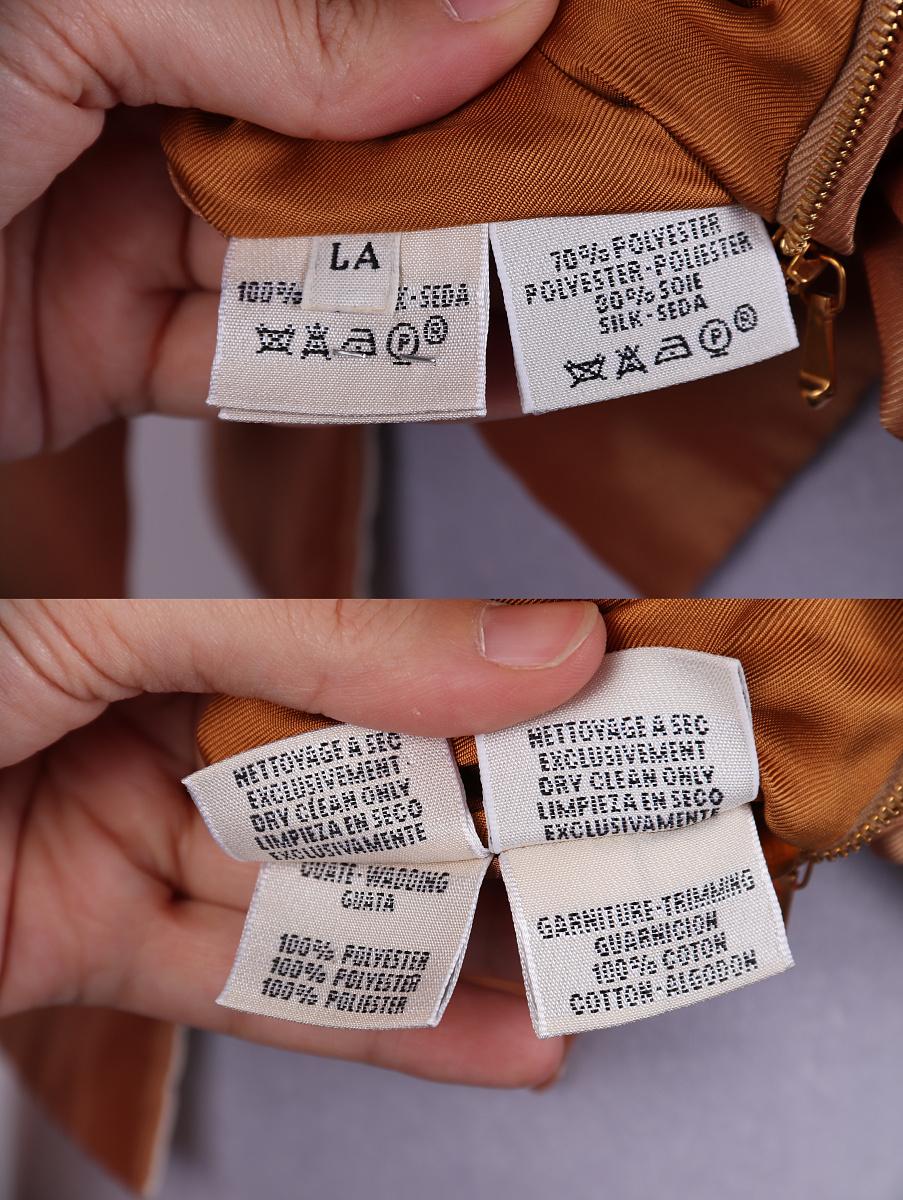 LA
100% K-SEDA
P R
70% POLYESTER
POLYESTER-POLIESTER
30% SOIE
SILK-SEDA
P R
NETTOYAGE A SEC
EXCLUSIVEMENT
DRY CLEAN ONLY
LIMPIEZA EN SECO
EXCLUSIVAMENTE
OUATE-WADDING
GUATA
100% POLYESTER
100% POLYESTER
100% POLIESTER
NETTOYAGE A SEC
EXCLUSIVEMENT
DRY CLEAN ONLY
LIMPIEZA EN SECO
EXCLUSIVAMENTE
GARNITURE-TRIMMING
GUARNICION
100% COTON
COTTON-ALGODON